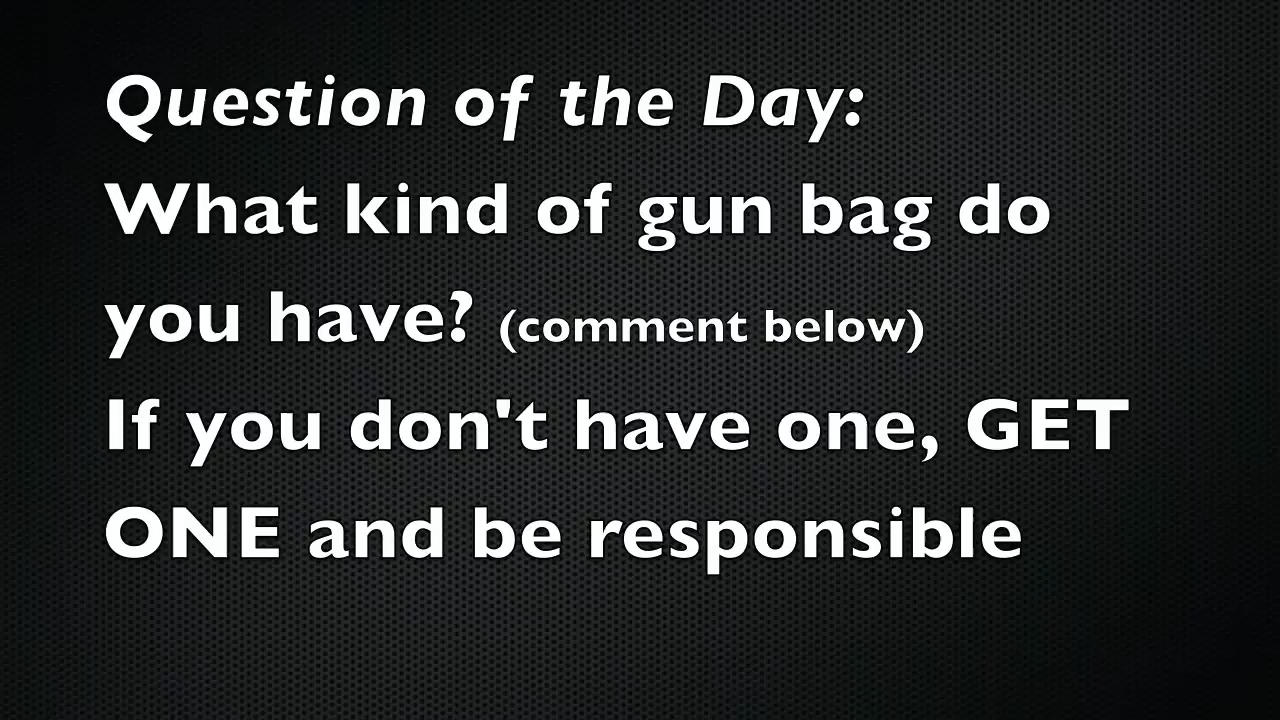 Question of the Day:
What kind of gun bag do
you have? (comment below)
If you don't have one, GET
ONE and be responsible